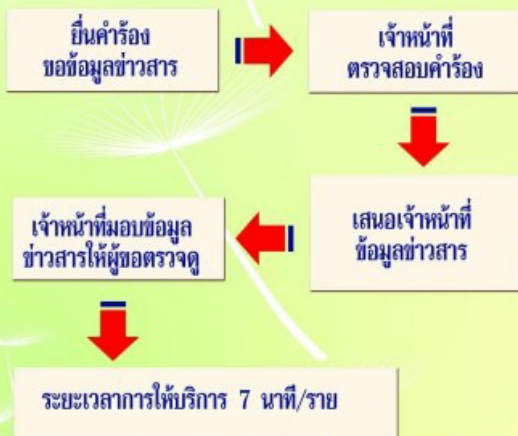 ยื่นคำร้อง
ขอข้อมูลข่าวสาร
เจ้าหน้าที่
ตรวจสอบคำร้อง
เสนอเจ้าหน้าที่
ข้อมูลข่าวสาร
เจ้าหน้าที่มอบข้อมูล
ข่าวสารให้ผู้ขอตรวจดู
ระยะเวลาการให้บริการ 7 นาที/ราย